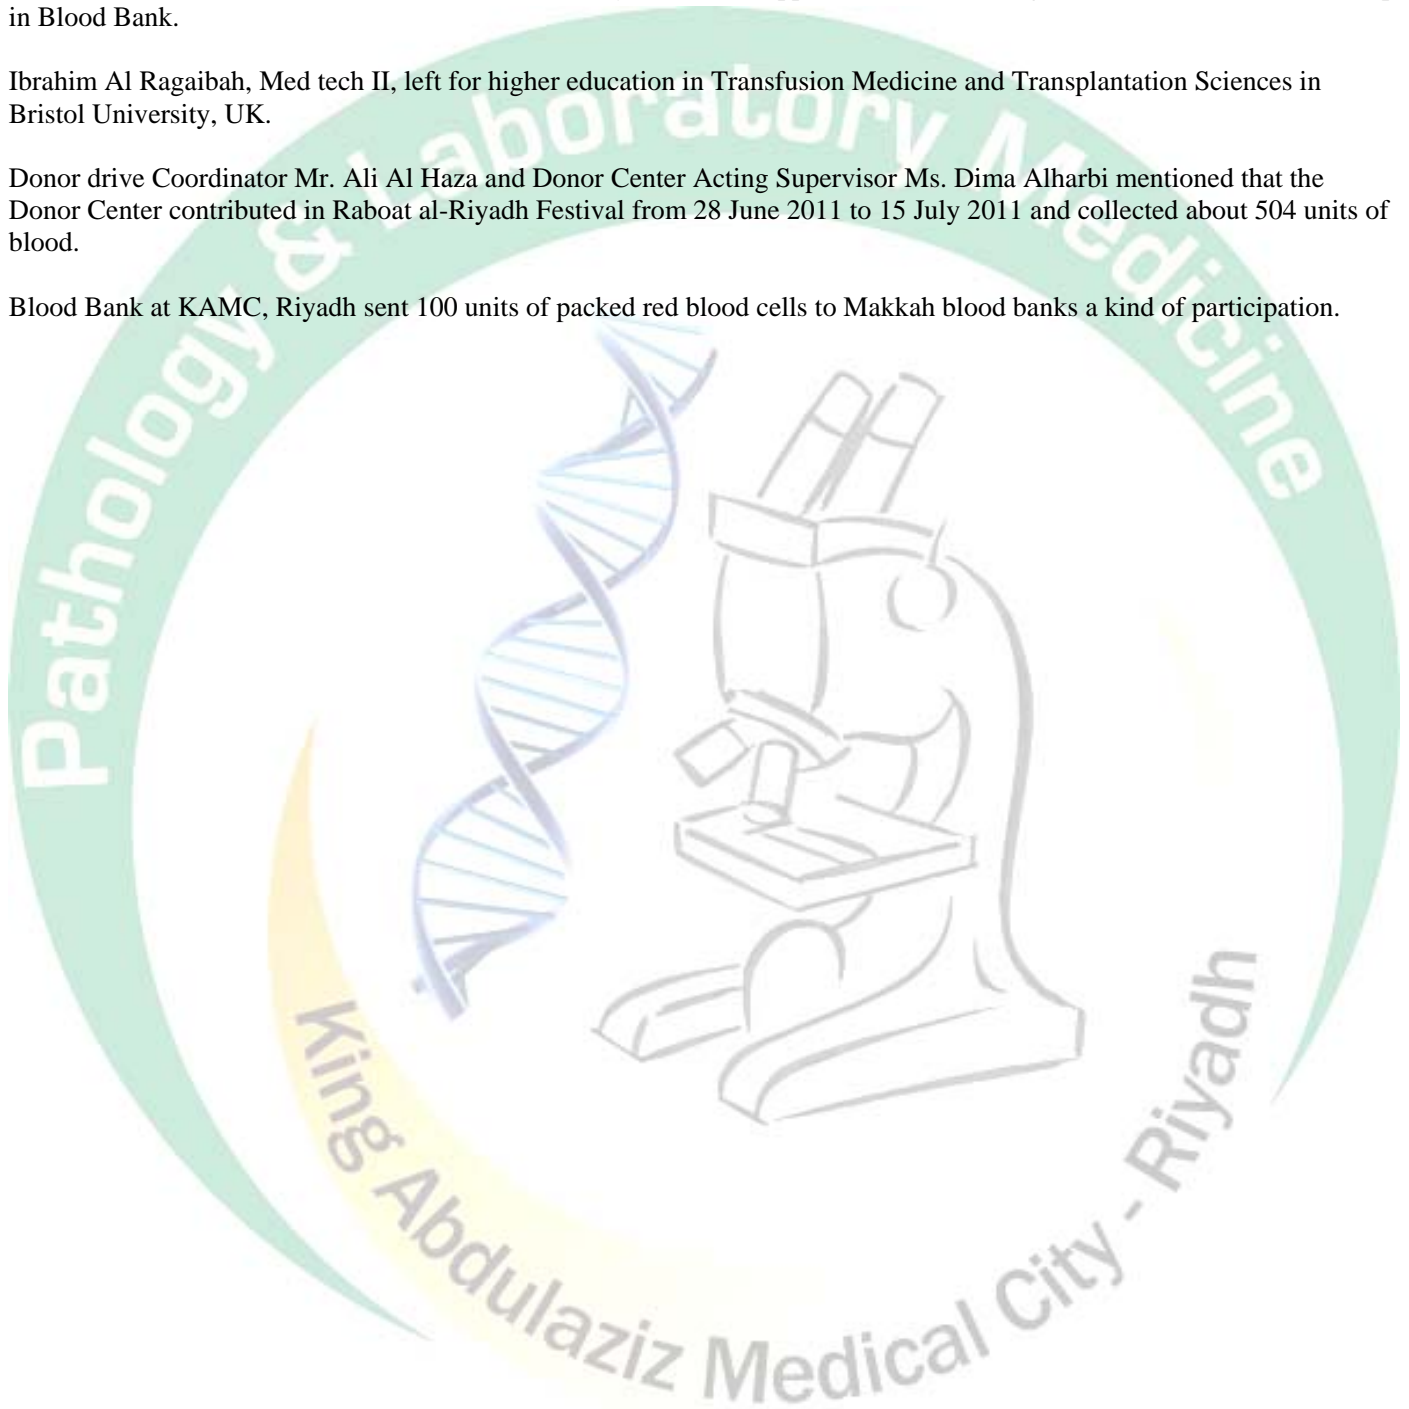 in Blood Bank.
Ibrahim Al Ragaibah, Med tech II, left for higher education in Transfusion Medicine and Transplantation Sciences in
Bristol University, UK.
Donor drive Coordinator Mr. Ali Al Haza and Donor Center Acting Supervisor Ms. Dima Alharbi mentioned that the
Donor Center contributed in Raboat al-Riyadh Festival from 28 June 2011 to 15 July 2011 and collected about 504 units of
blood.
Blood Bank at KAMC, Riyadh sent 100 units of packed red blood cells to Makkah blood banks a kind of participation.
Pathology & Laboratory Medicine
King Abdulaziz Medical City - Riyadh